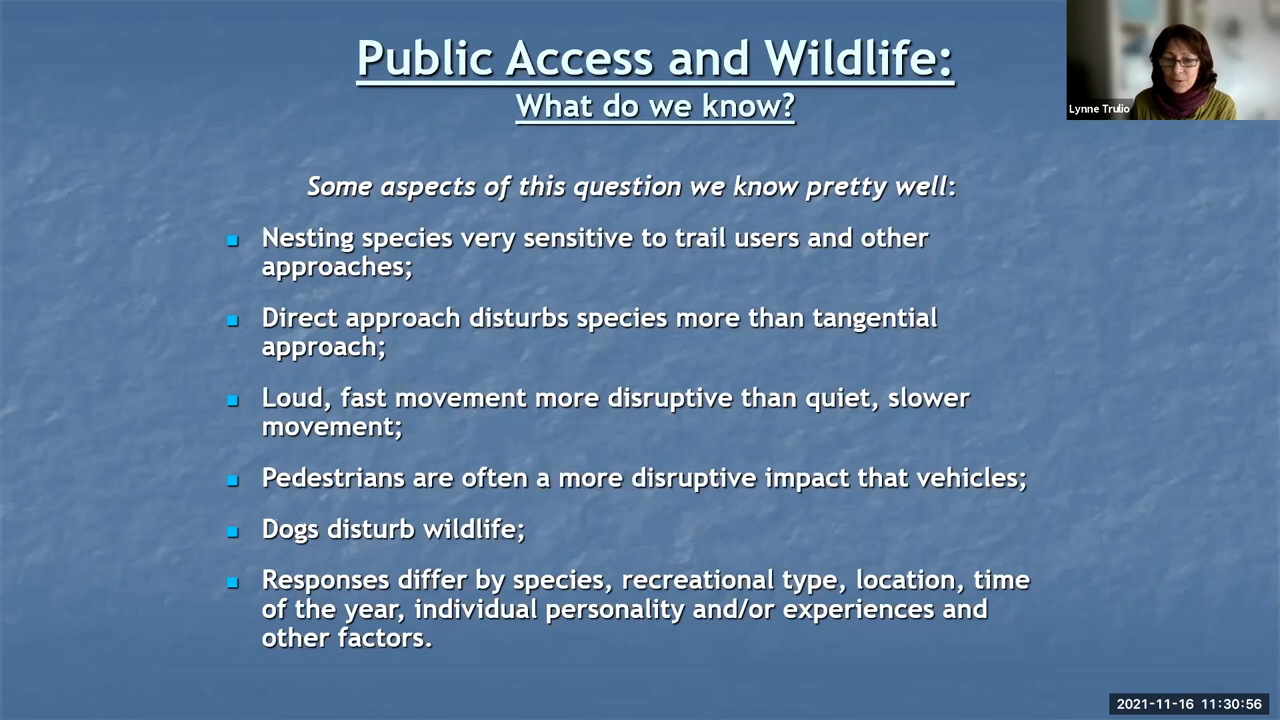 Public Access and Wildlife:
What do we know?
Lynne Trulio
Some aspects of this question we know pretty well:
Nesting species very sensitive to trail users and other
approaches;
Direct approach disturbs species more than tangential
approach;
Loud, fast movement more disruptive than quiet, slower
movement;
Pedestrians are often a more disruptive impact that vehicles;
Dogs disturb wildlife;
Responses differ by species, recreational type, location, time
of the year, individual personality and/or experiences and
other factors.
2021-11-16 11:30:56